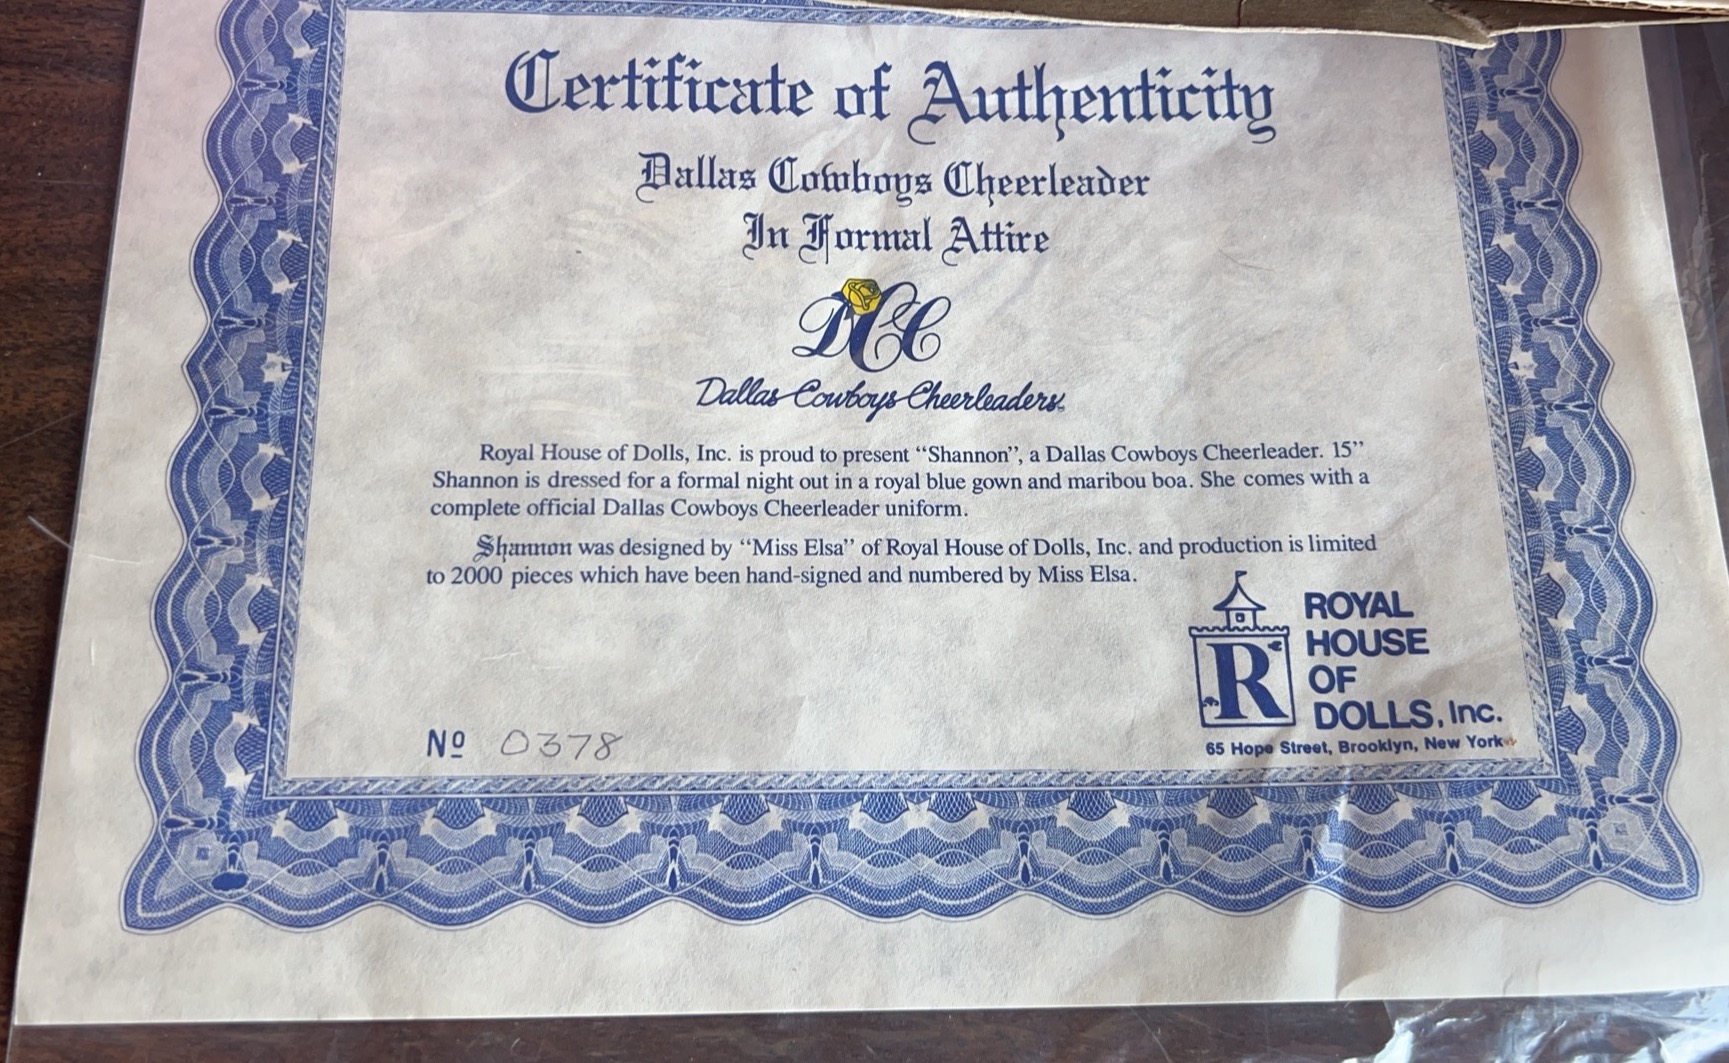 Certificate of Authenticity
Dallas Cowboys Cheerleader
In Formal Attire
DCC
Dallas Cowboys Cheerleaders
Royal House of Dolls, Inc. is proud to present “Shannon”, a Dallas Cowboys Cheerleader. 15”
Shannon is dressed for a formal night out in a royal blue gown and maribou boa. She comes with a
complete official Dallas Cowboys Cheerleader uniform.
Shannon was designed by “Miss Elsa” of Royal House of Dolls, Inc. and production is limited
to 2000 pieces which have been hand-signed and numbered by Miss Elsa.
R
ROYAL
HOUSE
OF
DOLLS, Inc.
65 Hope Street, Brooklyn, New York
Nº 0378